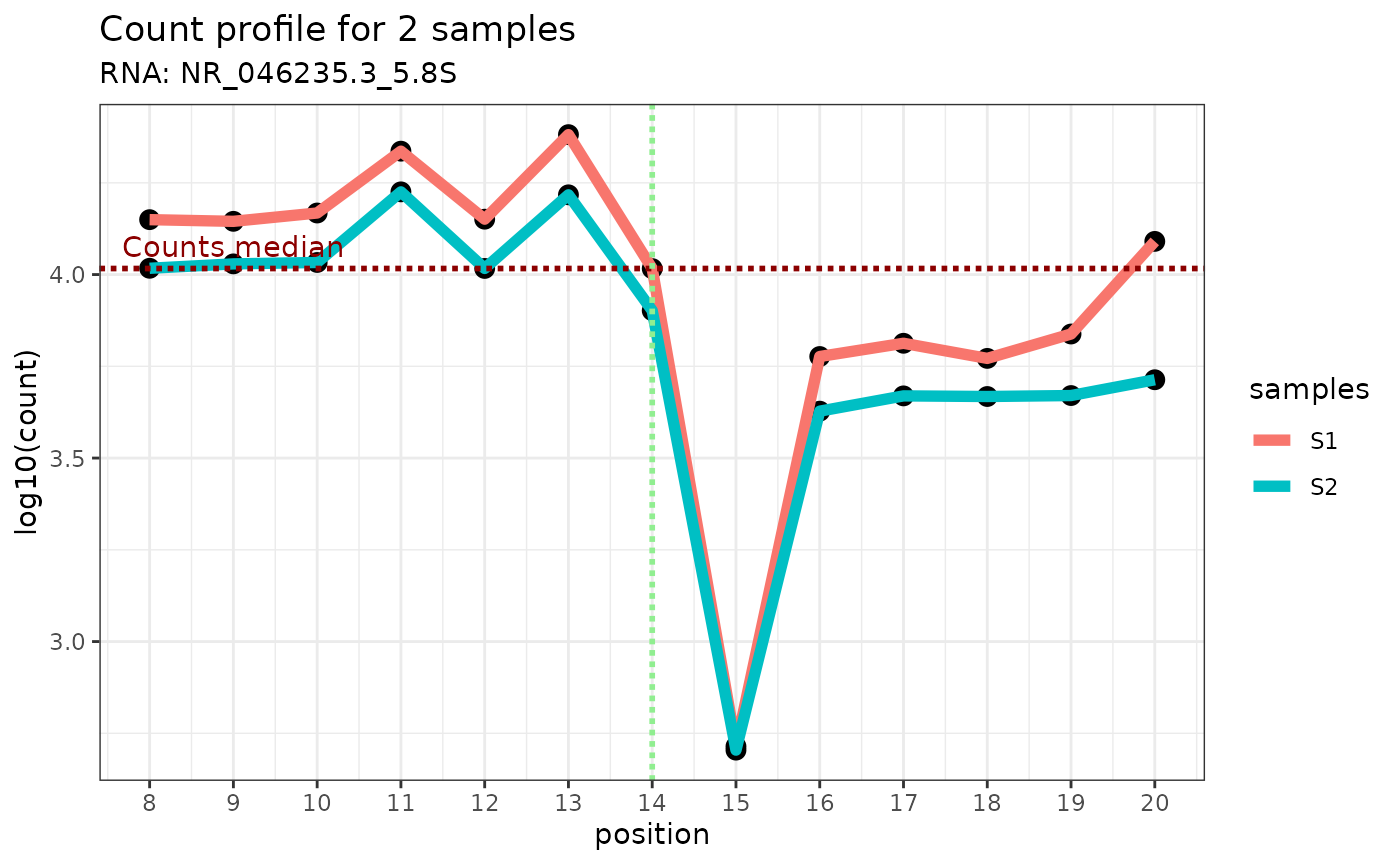 Count profile for 2 samples
RNA: NR_046235.3_5.8S
Counts median
log10(count)
4.0
3.5
3.0
8 9 10 11 12 13 14 15 16 17 18 19 20
position
samples
S1
S2